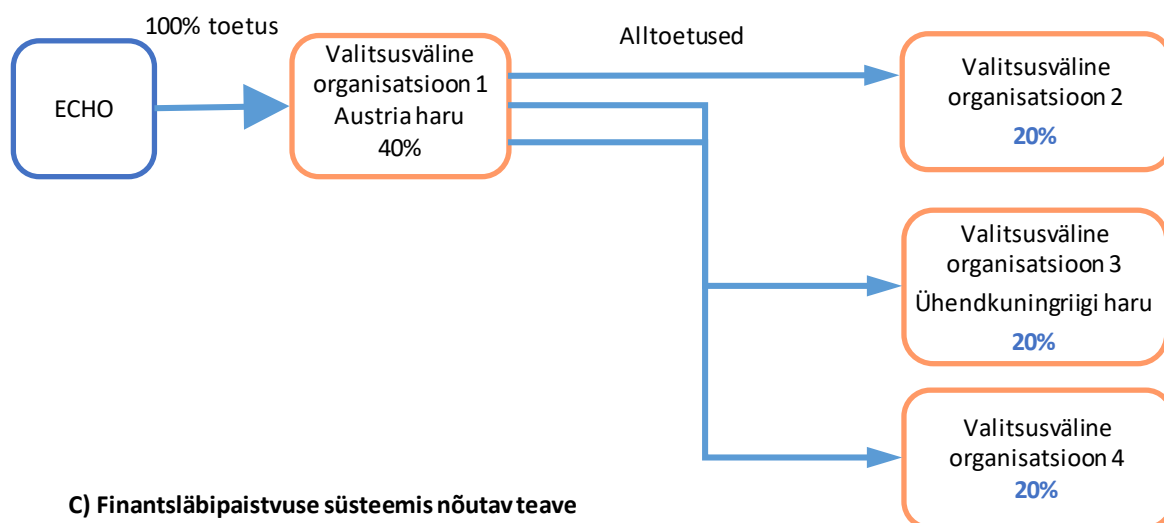 100% toetus
Alltoetused
ECHO
Valitsusväline
organisatsioon 1
Austria haru
40%
Valitsusväline
organisatsioon 2
20%
Valitsusväline
organisatsioon 3
Ühendkuningriigi haru
20%
Valitsusväline
organisatsioon 4
20%
C) Finantsläbipaistvuse süsteemis nõutav teave